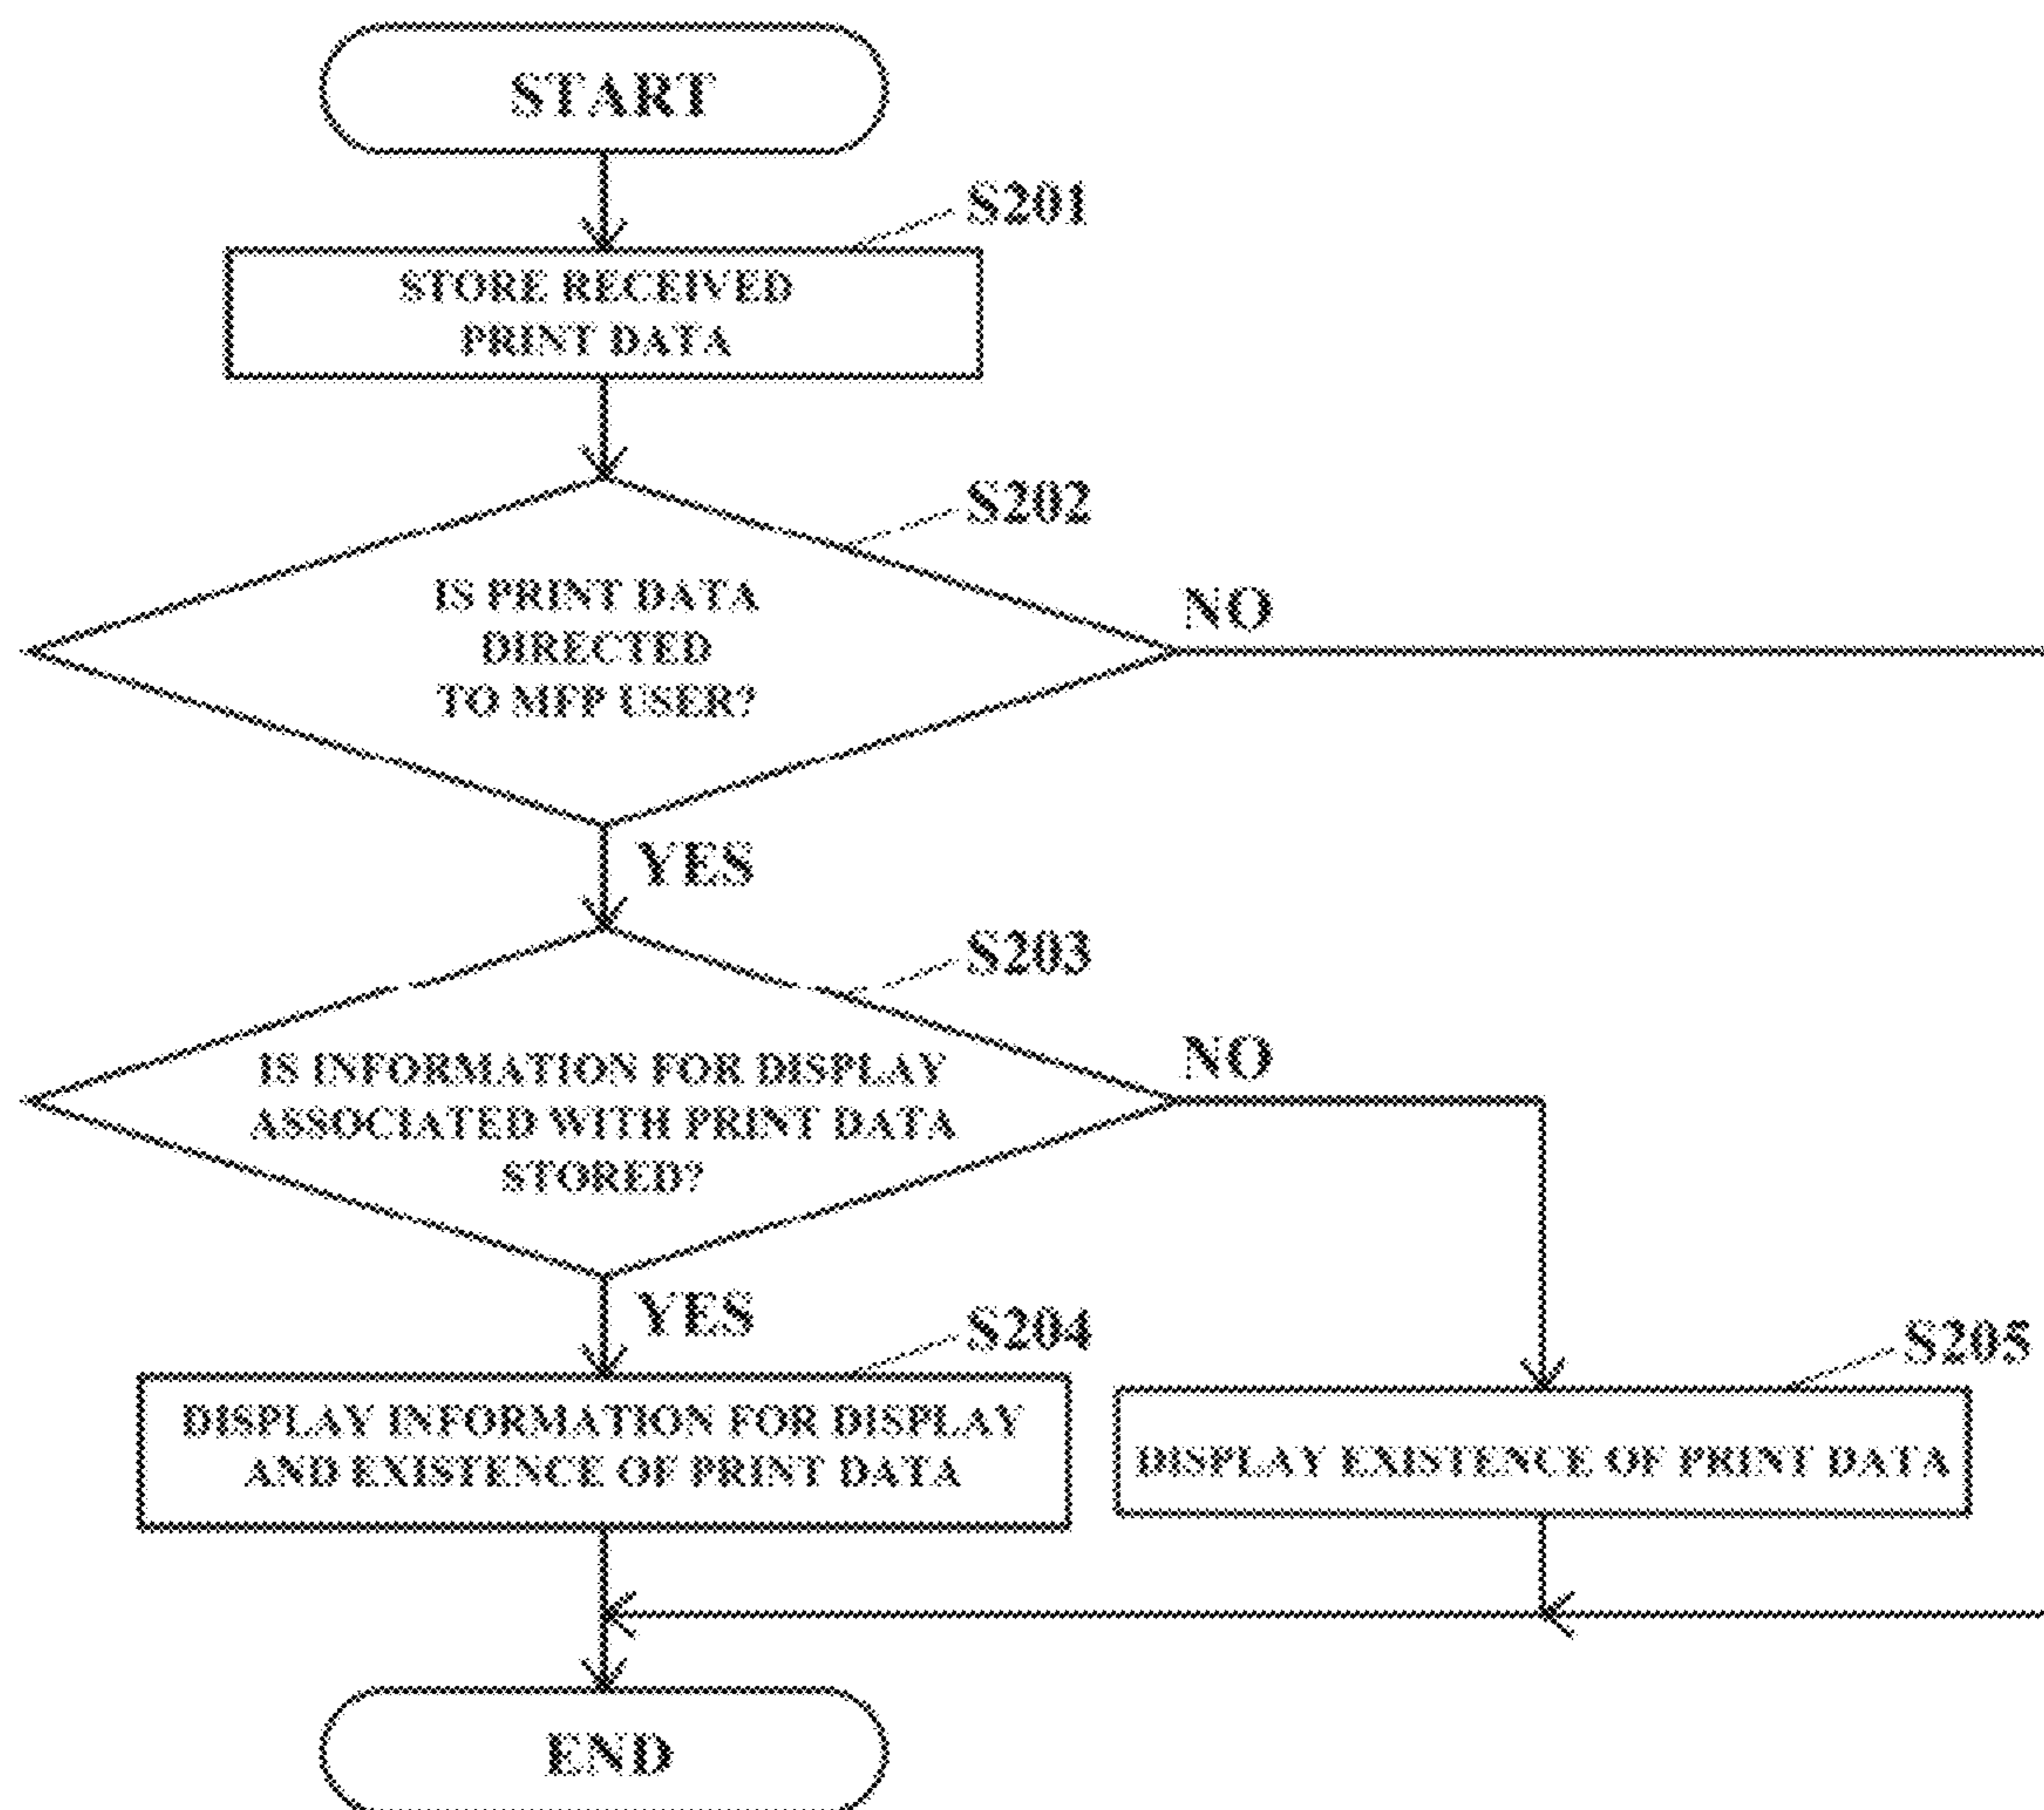 START
S201
STORE RECEIVED
PRINT DATA
S202
IS PRINT DATA
DIRECTED
TO MFP USER?
NO
YES
S203
IS INFORMATION FOR DISPLAY
ASSOCIATED WITH PRINT DATA
STORED?
NO
YES
S204
DISPLAY INFORMATION FOR DISPLAY
AND EXISTENCE OF PRINT DATA
S205
DISPLAY EXISTENCE OF PRINT DATA
END